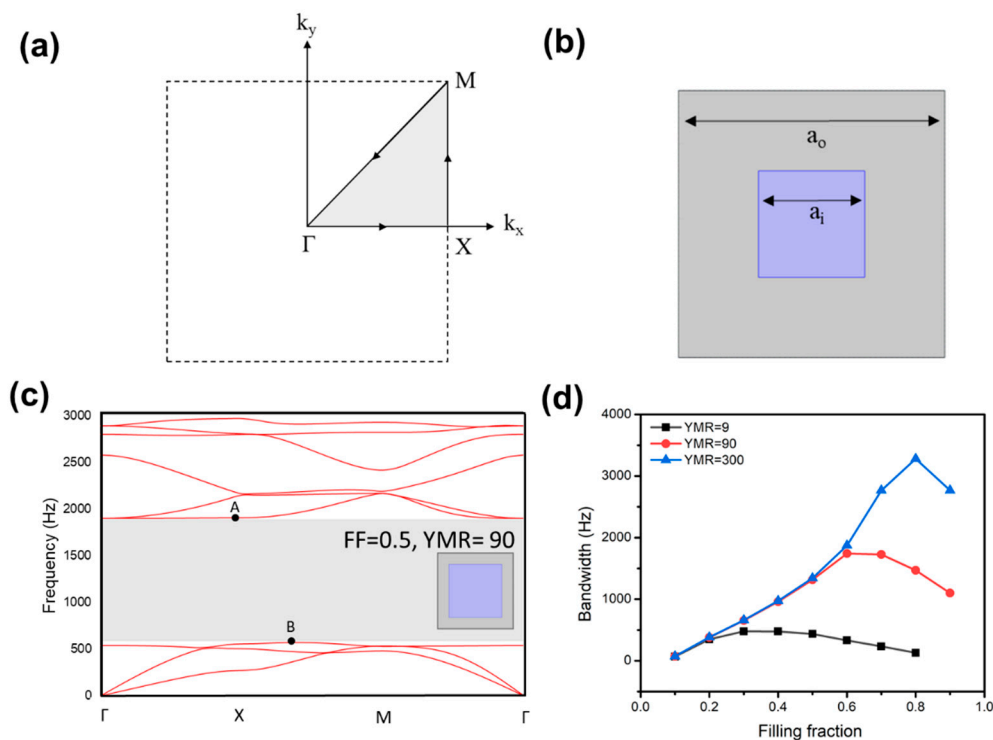 (a)
k_y
M
Γ
X
k_x
(b)
a_o
a_i
(c)
Frequency (Hz)
3000
2500
2000
1500
1000
500
0
A
FF=0.5, YMR= 90
B
Γ
X
M
Γ
(d)
Bandwidth (Hz)
4000
3000
2000
1000
0
YMR=9
YMR=90
YMR=300
0.0
0.2
0.4
0.6
0.8
1.0
Filling fraction